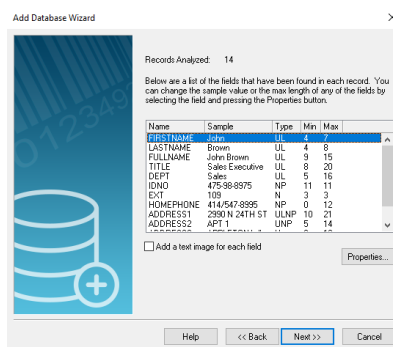 Add Database Wizard
Records Analyzed: 14
Below are a list of the fields that have been found in each record. You
can change the sample value or the max length of any of the fields by
selecting the field and pressing the Properties button.
Name Sample Type Min Max
FIRSTNAME John UL 4 7
LASTNAME Brown UL 4 8
FULLNAME John Brown UL 9 15
TITLE Sales Executive UL 8 20
DEPT Sales UL 5 16
IDNO 475-98-8975 NP 11 11
EXT 109 N 3 3
HOMEPHONE 414/547-8995 NP 0 12
ADDRESS1 2990 N 24TH ST ULNP 10 21
ADDRESS2 APT 1 UNP 5 14
Add a text image for each field
Properties...
012349
Help << Back Next >> Cancel